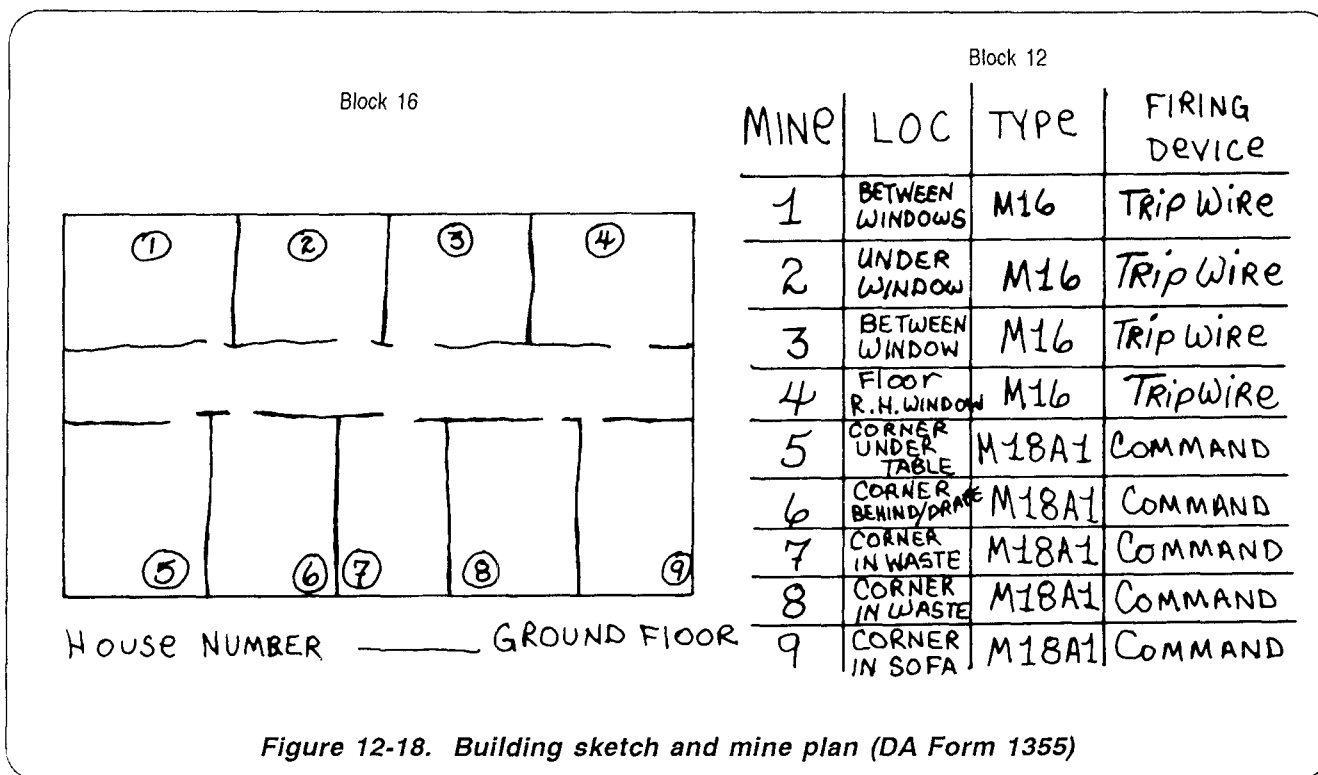 Block 16
① ② ③ ④
⑤ ⑥ ⑦ ⑧ ⑨
HOUSE NUMBER ______ GROUND FLOOR
Block 12
MINE LOC TYPE FIRING DEVICE
1 BETWEEN WINDOWS M16 TRIP WIRE
2 UNDER WINDOW M16 TRIP WIRE
3 BETWEEN WINDOW M16 TRIP WIRE
4 Floor R.H. WINDOW M16 TRIPWIRE
5 CORNER UNDER TABLE M18A1 COMMAND
6 CORNER BEHIND/DRAPE M18A1 COMMAND
7 CORNER IN WASTE M18A1 COMMAND
8 CORNER IN WASTE M18A1 COMMAND
9 CORNER IN SOFA M18A1 COMMAND
Figure 12-18. Building sketch and mine plan (DA Form 1355)